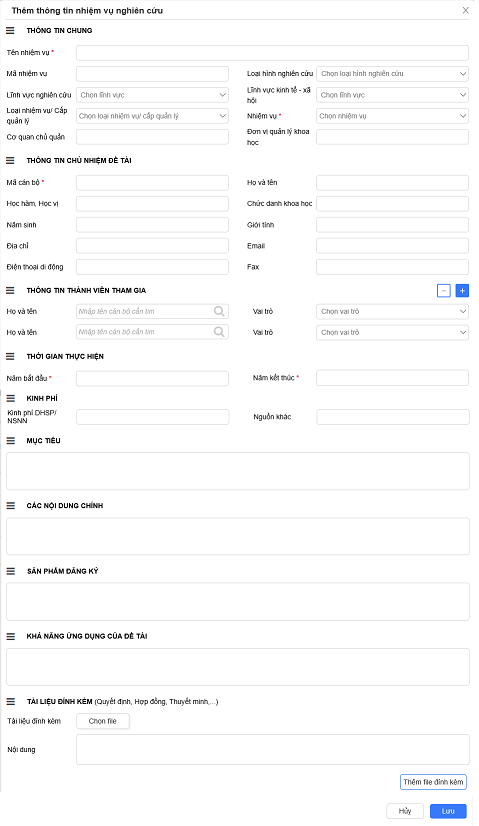 Thêm thông tin nhiệm vụ nghiên cứu X
THÔNG TIN CHUNG
Tên nhiệm vụ *
Mã nhiệm vụ Loại hình nghiên cứu Chọn loại hình nghiên cứu
Lĩnh vực nghiên cứu Chọn lĩnh vực Lĩnh vực kinh tế - xã hội Chọn lĩnh vực
Loại nhiệm vụ/ Cấp quản lý Chọn loại nhiệm vụ/ cấp quản lý Nhiệm vụ * Chọn nhiệm vụ
Cơ quan chủ quản Đơn vị quản lý khoa học
THÔNG TIN CHỦ NHIỆM ĐỀ TÀI
Mã cán bộ * Họ và tên
Học hàm, Học vị Chức danh khoa học
Năm sinh Giới tính
Địa chỉ Email
Điện thoại di động Fax
THÔNG TIN THÀNH VIÊN THAM GIA - +
Họ và tên Nhập tên cán bộ cần tìm Vai trò Chọn vai trò
Họ và tên Nhập tên cán bộ cần tìm Vai trò Chọn vai trò
THỜI GIAN THỰC HIỆN
Năm bắt đầu * Năm kết thúc *
KINH PHÍ
Kinh phí DHSP/ NSNN Nguồn khác
MỤC TIÊU
CÁC NỘI DUNG CHÍNH
SẢN PHẨM ĐĂNG KÝ
KHẢ NĂNG ỨNG DỤNG CỦA ĐỀ TÀI
TÀI LIỆU ĐÍNH KÈM (Quyết định, Hợp đồng, Thuyết minh,...)
Tài liệu đính kèm Chọn file
Nội dung
Thêm file đính kèm
Hủy Lưu